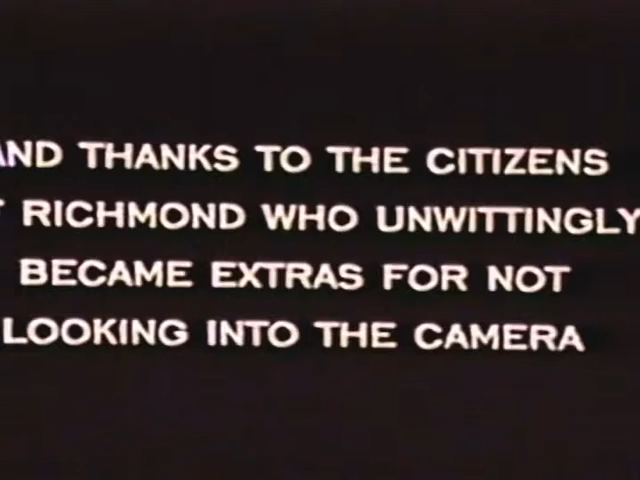 AND THANKS TO THE CITIZENS
RICHMOND WHO UNWITTINGLY
BECAME EXTRAS FOR NOT
LOOKING INTO THE CAMERA